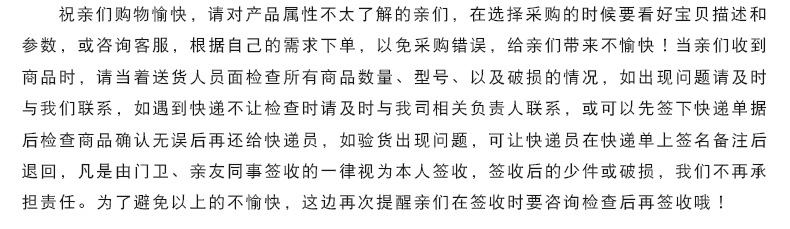 祝亲们购物愉快，请对产品属性不太了解的亲们，在选择采购的时候要看好宝贝描述和
参数，或咨询客服，根据自己的需求下单，以免采购错误，给亲们带来不愉快！当亲们收到
商品时，请当着送货人员面检查所有商品数量、型号、以及破损的情况，如出现问题请及时
与我们联系，如遇到快递不让检查时请及时与我司相关负责人联系，或可以先签下快递单据
后检查商品确认无误后再还给快递员，如验货出现问题，可让快递员在快递单上签名备注后
退回，凡是由门卫、亲友同事签收的一律视为本人签收，签收后的少件或破损，我们不再承
担责任。为了避免以上的不愉快，这边再次提醒亲们在签收时要咨询检查后再签收哦！